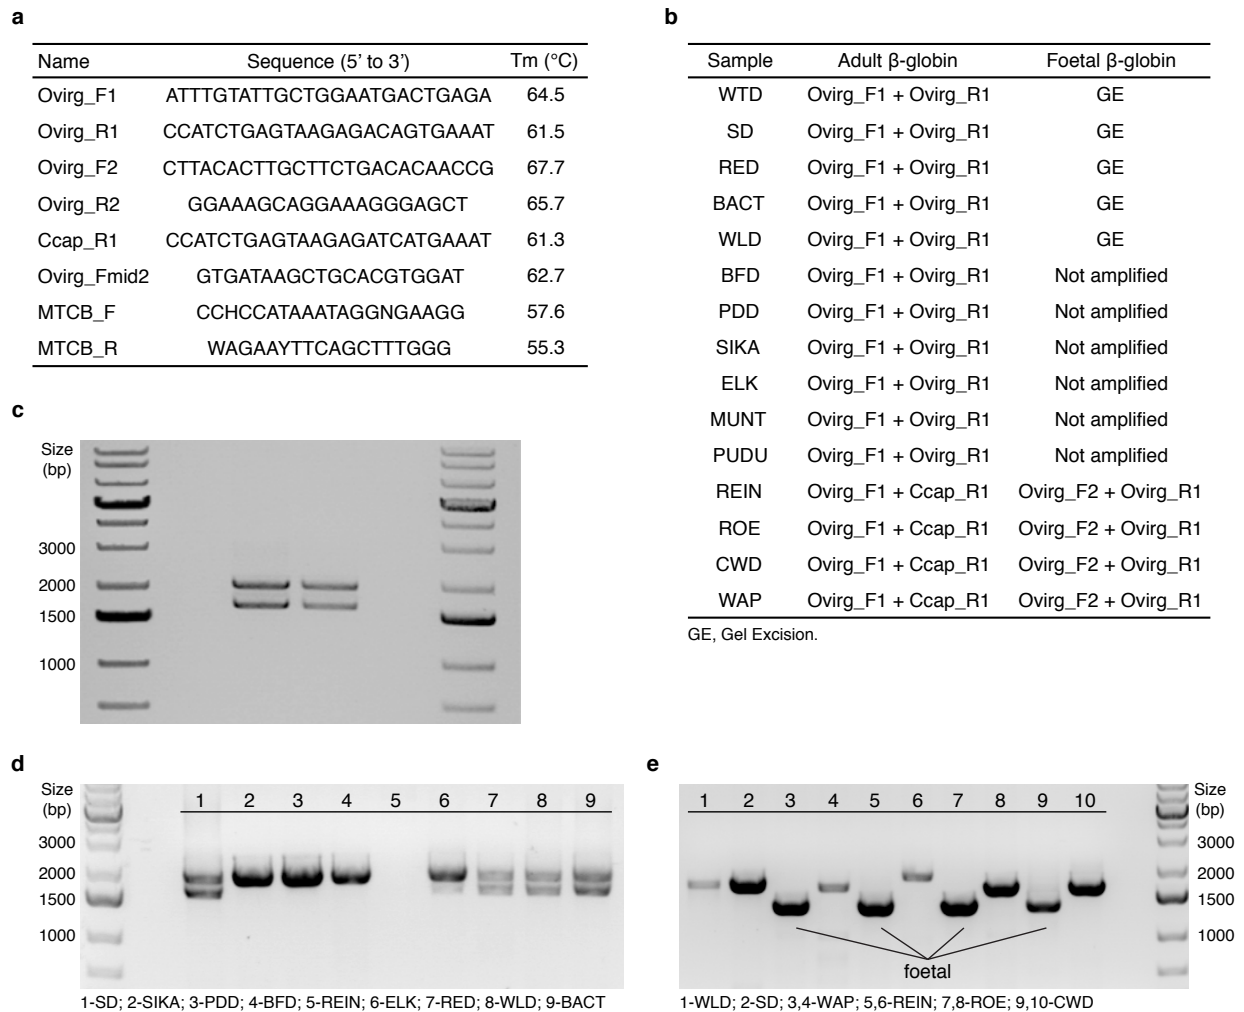 a
Name Sequence (5’ to 3’) Tm (°C)
Ovirg_F1 ATTTGTATTGCTGGAATGACTGAGA 64.5
Ovirg_R1 CCATCTGAGTAAGAGACAGTGAAAT 61.5
Ovirg_F2 CTTACACTTGCTTCTGACACAACCG 67.7
Ovirg_R2 GGAAAGCAGGAAAGGGAGCT 65.7
Ccap_R1 CCATCTGAGTAAGAGATCATGAAAT 61.3
Ovirg_Fmid2 GTGATAAGCTGCACGTGGAT 62.7
MTCB_F CCHCCATAAATAGGNGAAGG 57.6
MTCB_R WAGAAYTTCAGCTTTGGG 55.3
b
Sample Adult β-globin Foetal β-globin
WTD Ovirg_F1 + Ovirg_R1 GE
SD Ovirg_F1 + Ovirg_R1 GE
RED Ovirg_F1 + Ovirg_R1 GE
BACT Ovirg_F1 + Ovirg_R1 GE
WLD Ovirg_F1 + Ovirg_R1 GE
BFD Ovirg_F1 + Ovirg_R1 Not amplified
PDD Ovirg_F1 + Ovirg_R1 Not amplified
SIKA Ovirg_F1 + Ovirg_R1 Not amplified
ELK Ovirg_F1 + Ovirg_R1 Not amplified
MUNT Ovirg_F1 + Ovirg_R1 Not amplified
PUDU Ovirg_F1 + Ovirg_R1 Not amplified
REIN Ovirg_F1 + Ccap_R1 Ovirg_F2 + Ovirg_R1
ROE Ovirg_F1 + Ccap_R1 Ovirg_F2 + Ovirg_R1
CWD Ovirg_F1 + Ccap_R1 Ovirg_F2 + Ovirg_R1
WAP Ovirg_F1 + Ccap_R1 Ovirg_F2 + Ovirg_R1
GE, Gel Excision.
c
Size
(bp)
3000
2000
1500
1000
d
Size
(bp)
1 2 3 4 5 6 7 8 9
3000
2000
1500
1000
1-SD; 2-SIKA; 3-PDD; 4-BFD; 5-REIN; 6-ELK; 7-RED; 8-WLD; 9-BACT
e
1 2 3 4 5 6 7 8 9 10
Size
(bp)
3000
2000
1500
1000
foetal
1-WLD; 2-SD; 3,4-WAP; 5,6-REIN; 7,8-ROE; 9,10-CWD